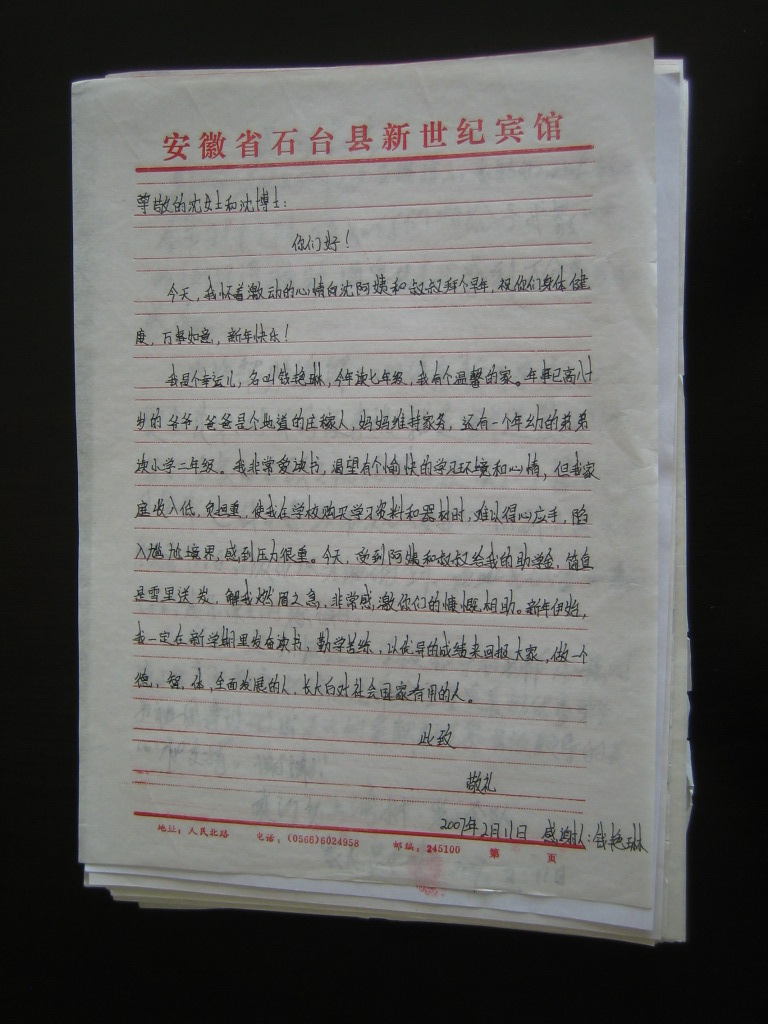 安徽省石台县新世纪宾馆
尊敬的沈女士和沈博士：
你们好！
今天，我怀着激动的心情向沈阿姨和叔叔拜个早年，祝你们身体健
康，万事如意，新年快乐！
我是个幸运儿，名叫钱艳琳，今年读七年级，我有个温馨的家。年事已高八十
岁的爷爷，爸爸是个地道的庄稼人，妈妈维持家务，还有一个年幼的弟弟
读小学二年级。我非常爱读书，渴望有个愉快的学习环境和心情，但我家
庭收入低，负担重，使我在学校购买学习资料和器材时，难以得心应手，陷
入尴尬境界，感到压力很重。今天，受到阿姨和叔叔给我的助学金，简直
是雪里送炭，解我燃眉之急，非常感激你们的慷慨相助。新年伊始，
我一定在新学期里发奋读书，勤学苦练，以优异的成绩来回报大家，做一个
德，智，体，全面发展的人，长大白对社会国家有用的人。
此致
敬礼
2007年2月11日 感谢人：钱艳琳
地址：人民北路 电话：(0566)6024958 邮编：245100 第 页